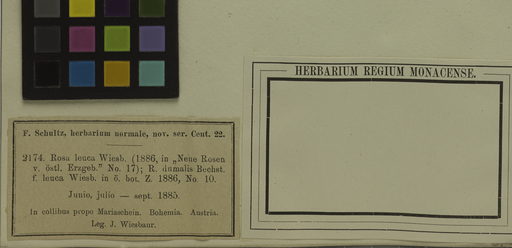 HERBARIUM REGIUM MONACENSE.
F. Schultz, herbarium normale, nov. ser. Cent. 22.
2174. Rosa leuca Wiesb. (1886, in „Neue Rosen
v. östl. Erzgeb." No. 17); R. dumalis Bechst.
f. leuca Wiesb. in ö. bot. Z. 1886, No. 10.
Junio, julio — sept. 1885.
In collibus prope Mariaschein. Bohemia. Austria.
Leg. J. Wiesbaur.